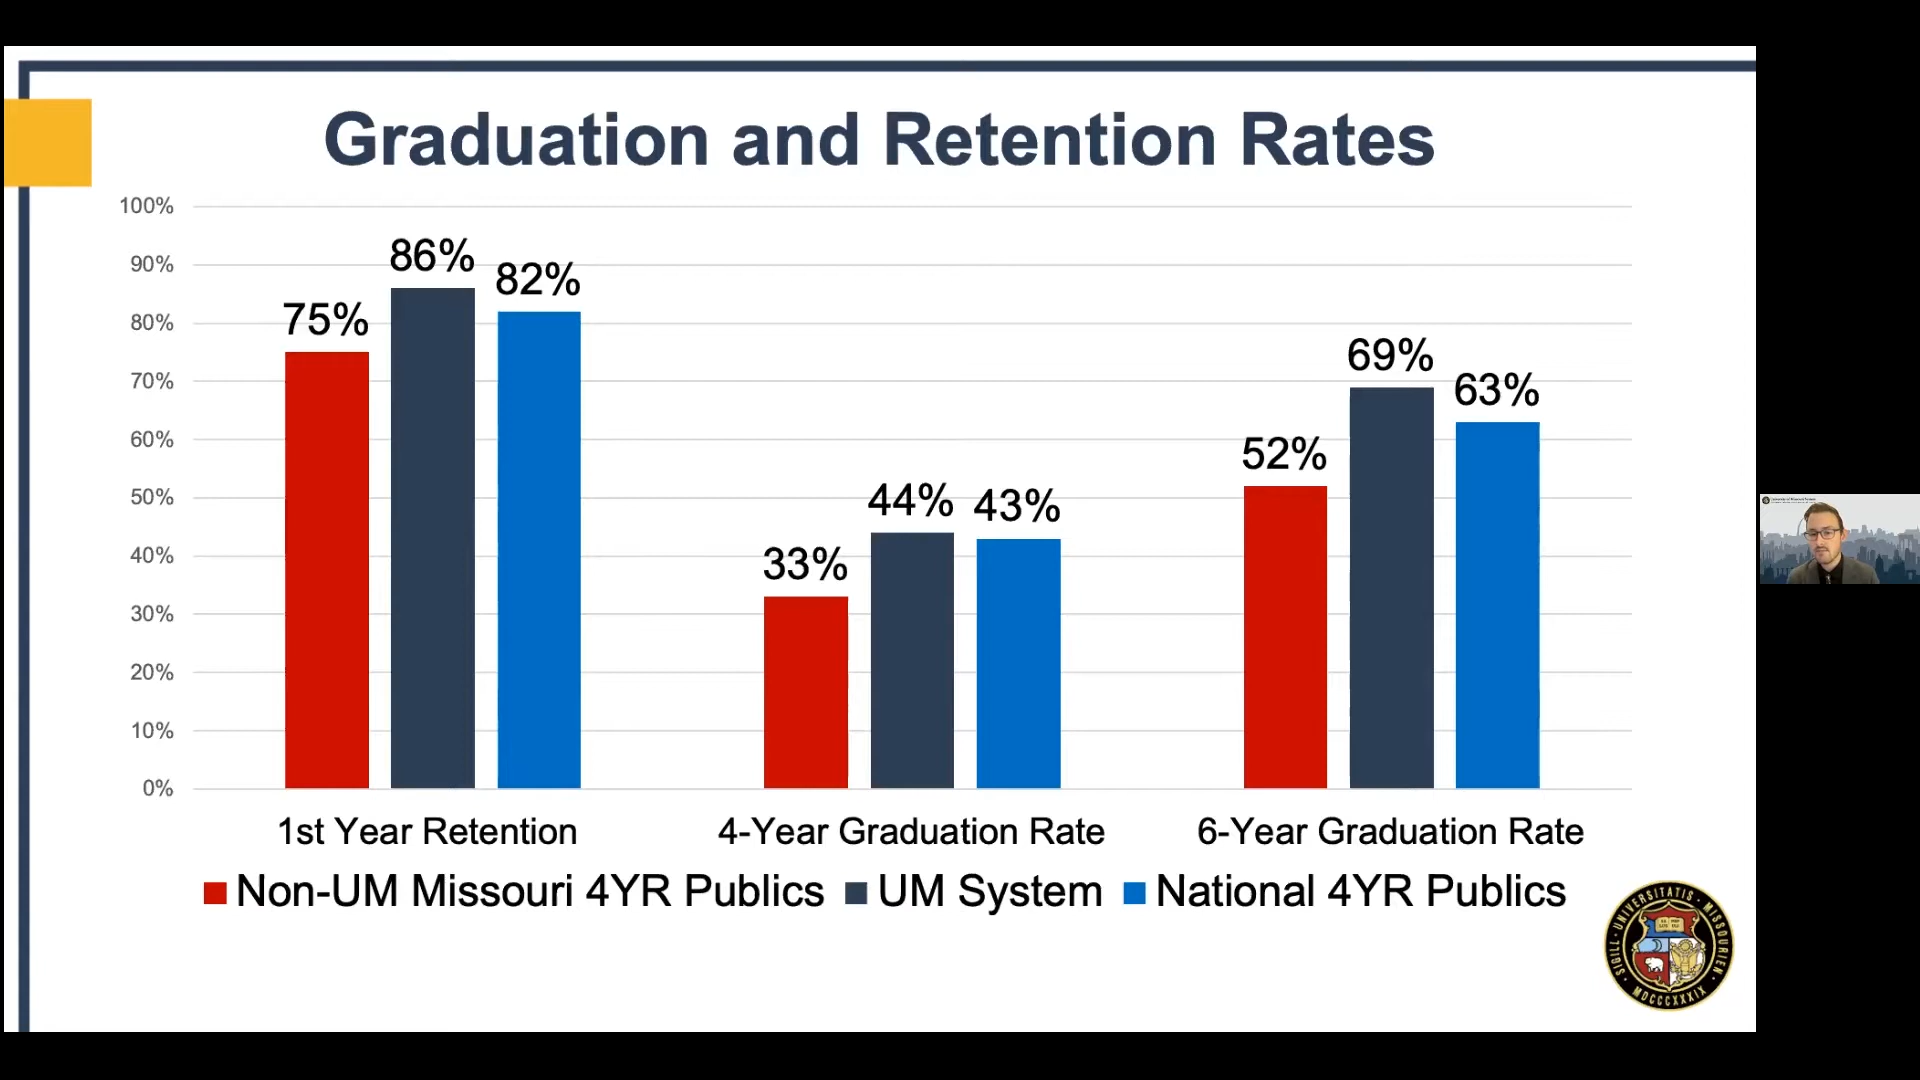 Graduation and Retention Rates
100%
90%
80%
70%
60%
50%
40%
30%
20%
10%
0%
75%
86%
82%
33%
44%
43%
52%
69%
63%
1st Year Retention
4-Year Graduation Rate
6-Year Graduation Rate
Non-UM Missouri 4YR Publics
UM System
National 4YR Publics
SIGILL · UNIVERSITATIS · MISSOURIEN ·
MDCCCXXXIX